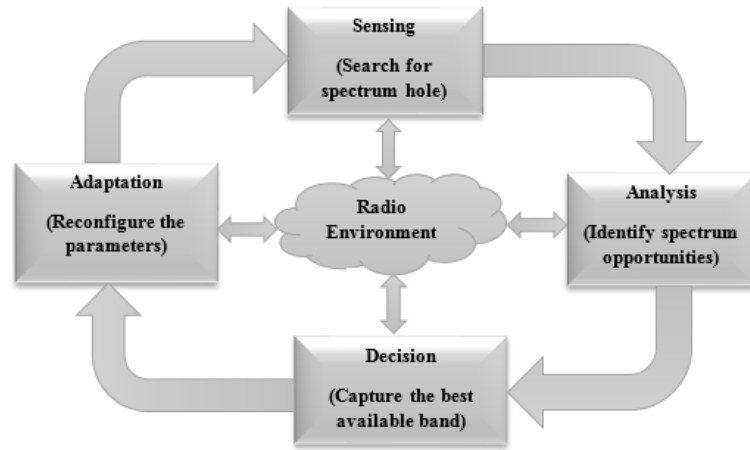 Sensing
(Search for
spectrum hole)
Adaptation
(Reconfigure the
parameters)
Radio
Environment
Analysis
(Identify spectrum
opportunities)
Decision
(Capture the best
available band)